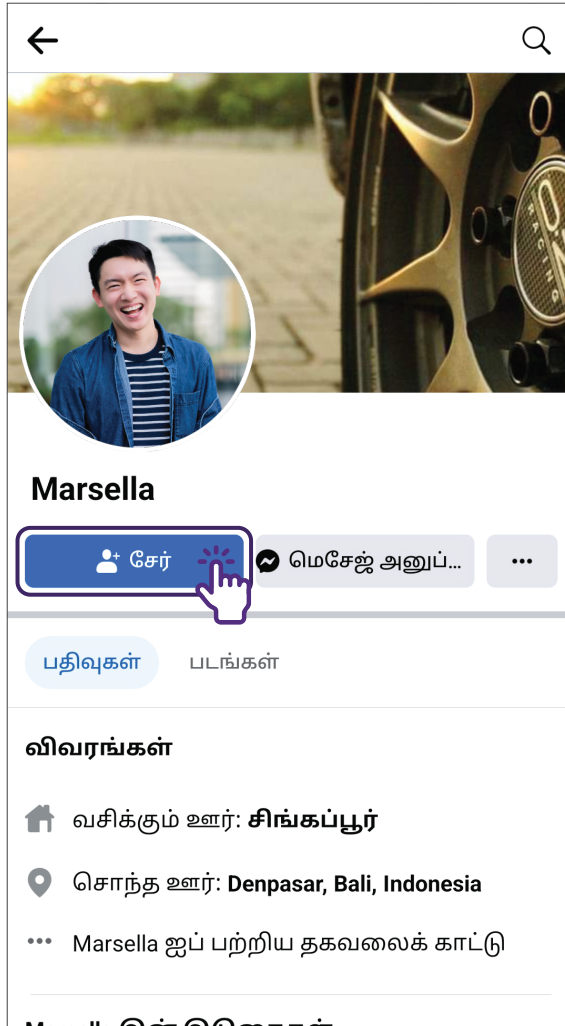 RACING
Marsella
சேர்
மெசேஜ் அனுப்...
பதிவுகள்
படங்கள்
விவரங்கள்
வசிக்கும் ஊர்: சிங்கப்பூர்
சொந்த ஊர்: Denpasar, Bali, Indonesia
Marsella ஐப் பற்றிய தகவலைக் காட்டு